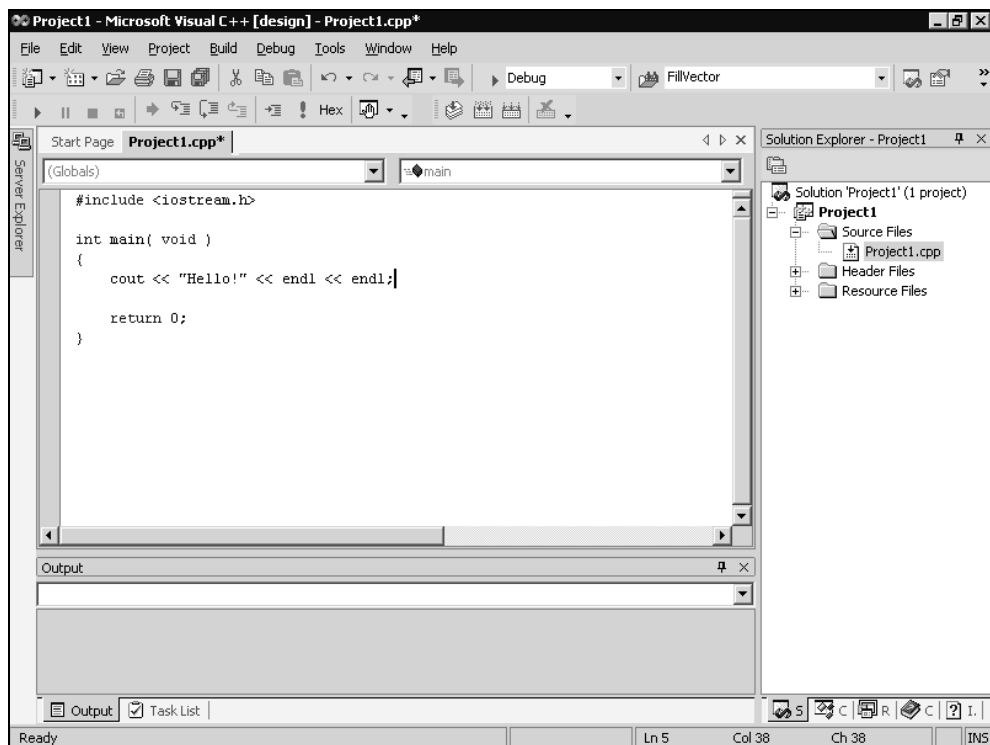 Project1 - Microsoft Visual C++ [design] - Project1.cpp*
File Edit View Project Build Debug Tools Window Help
Debug FillVector
Hex
Start Page Project1.cpp* Solution Explorer - Project1
Server Explorer
(Globals) main
#include <iostream.h>
int main( void )
{
cout << "Hello!" << endl << endl;
return 0;
}
Solution 'Project1' (1 project)
Project1
Source Files
Project1.cpp
Header Files
Resource Files
Output
Output Task List
S C R C I.
Ready Ln 5 Col 38 Ch 38 INS